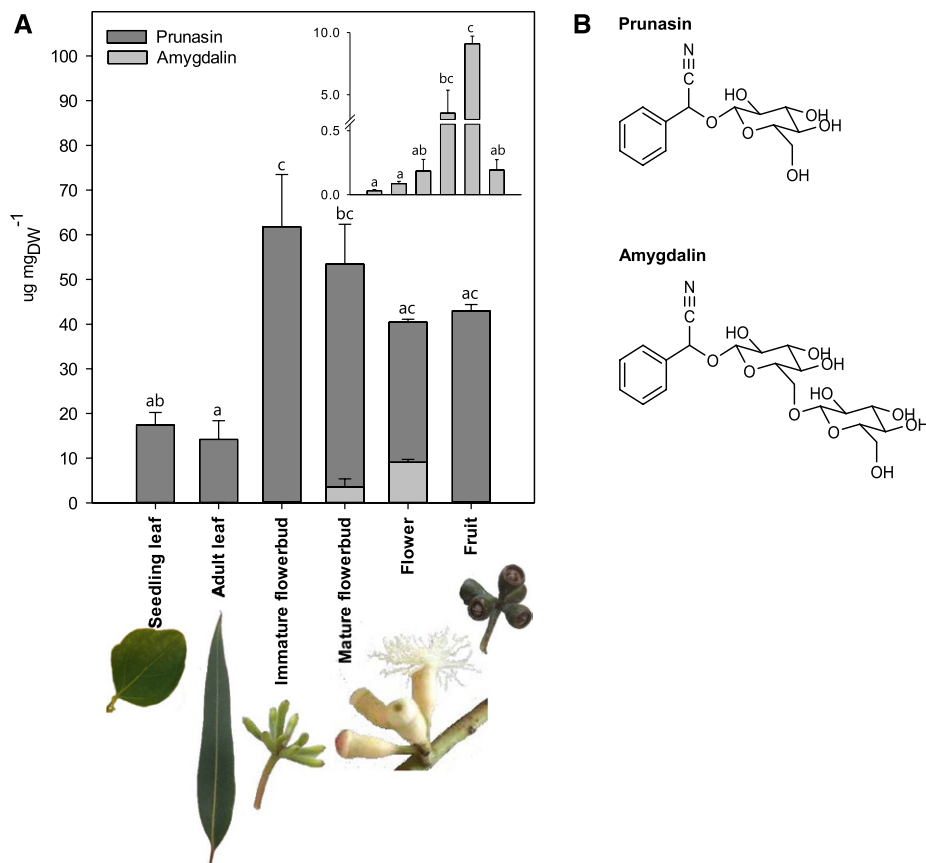 A
Prunasin
Amygdalin
ug mgDW-1
100
90
80
70
60
50
40
30
20
10
0
ab
a
c
bc
ac
ac
10.0
5.0
0.5
0.0
a
a
ab
bc
c
ab
Seedling leaf
Adult leaf
Immature flowerbud
Mature flowerbud
Flower
Fruit
B
Prunasin
N
C
HO
O
O
OH
OH
OH
Amygdalin
N
C
HO
O
O
OH
OH
HO
O
O
OH
OH
OH